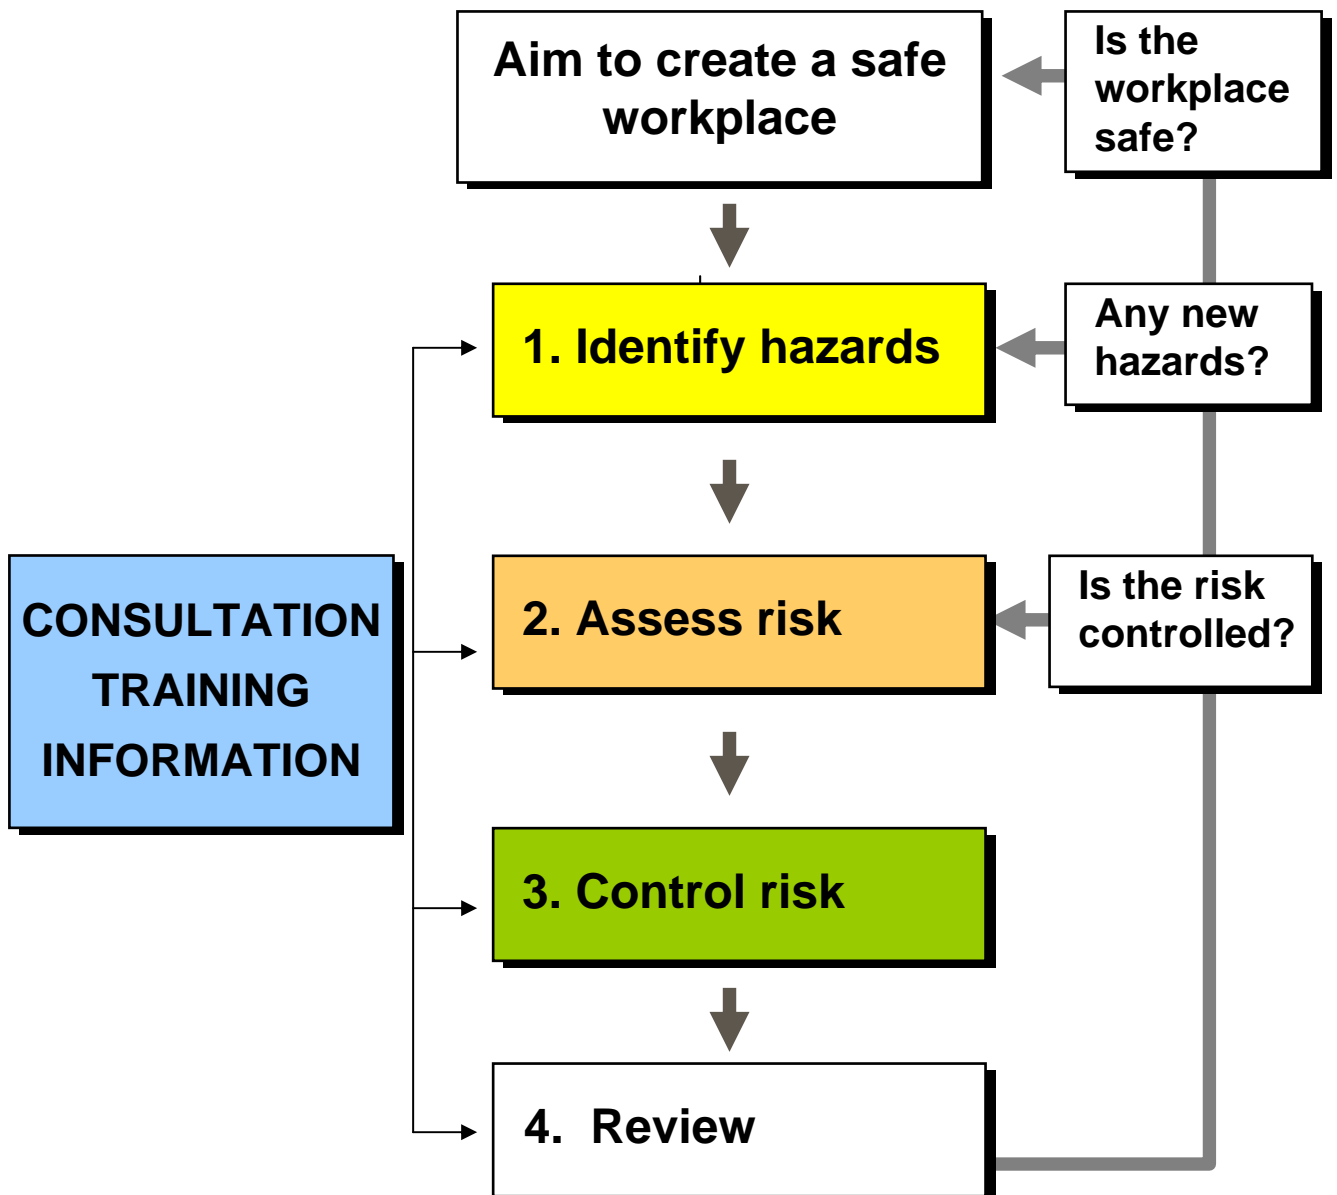 Aim to create a safe
workplace
Is the
workplace
safe?
1. Identify hazards
Any new
hazards?
CONSULTATION
TRAINING
INFORMATION
2. Assess risk
Is the risk
controlled?
3. Control risk
4. Review